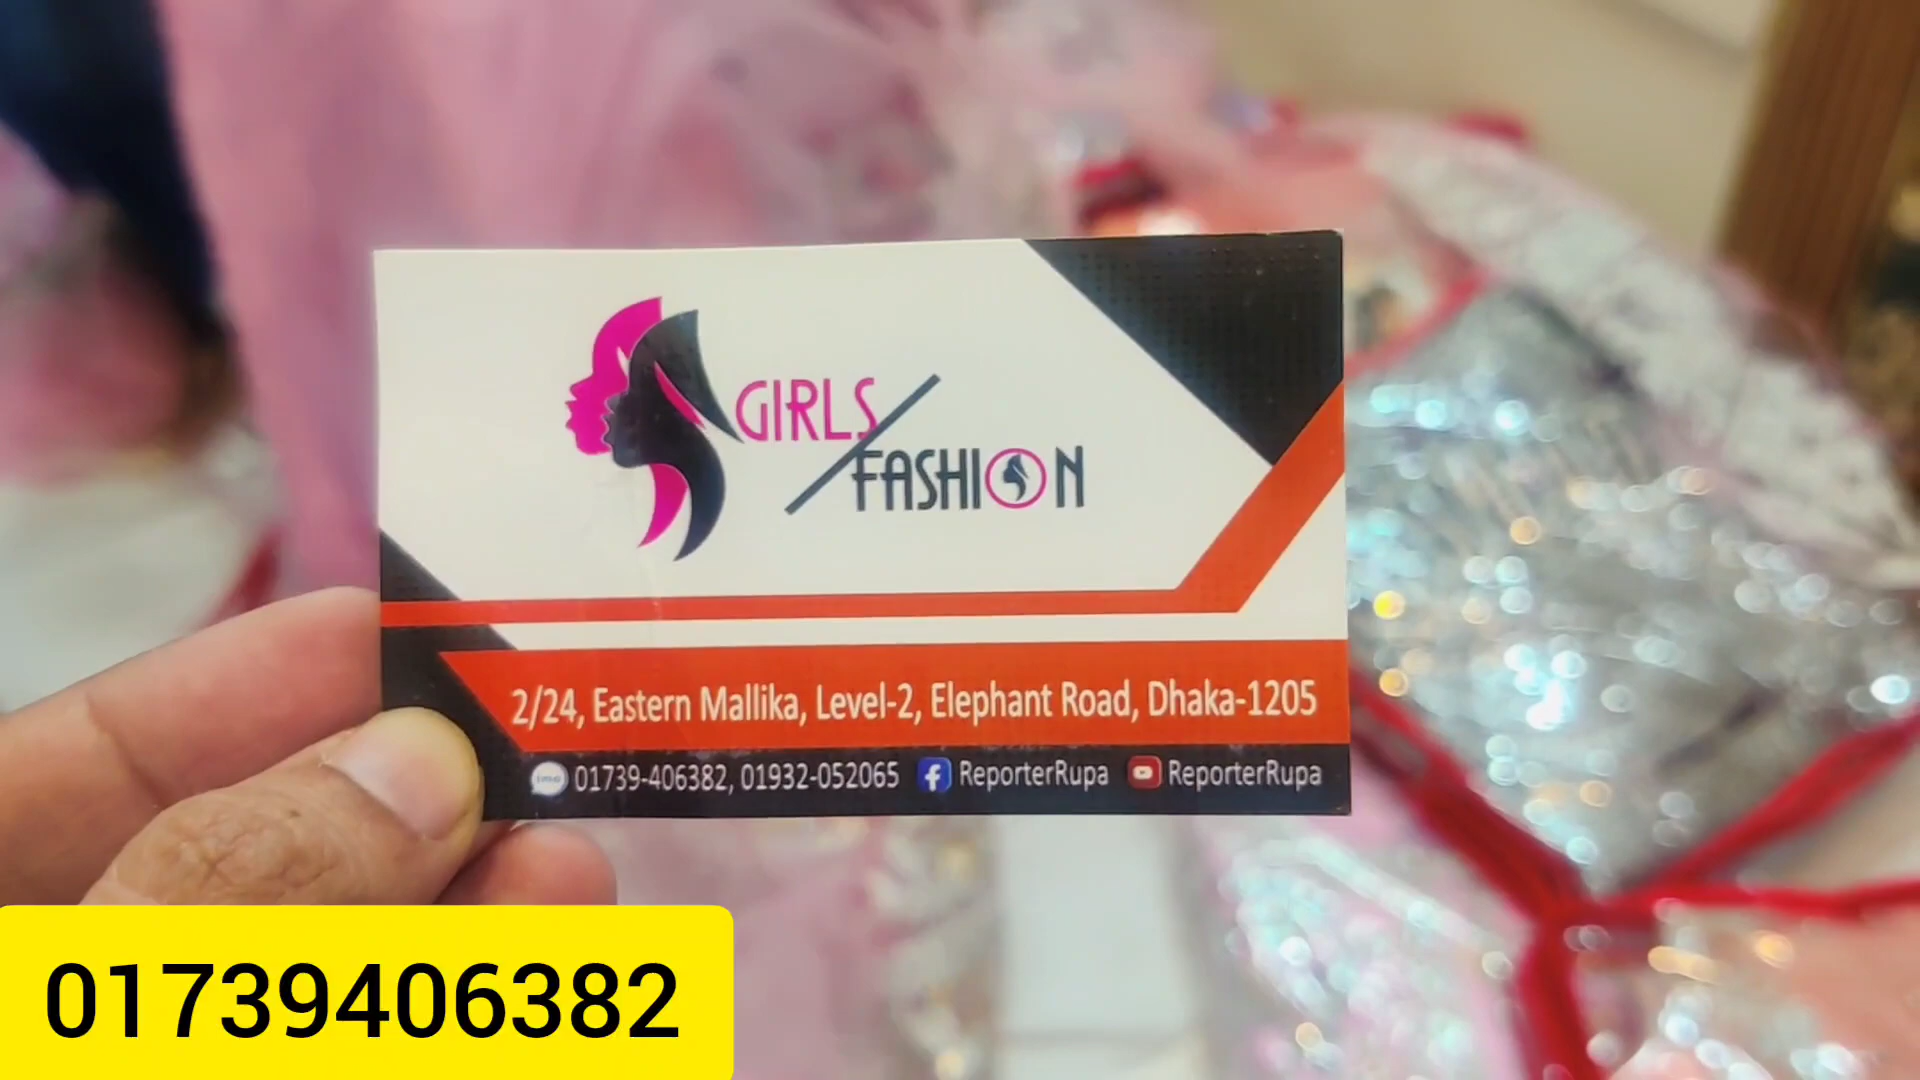 GIRLS
FASHION
2/24, Eastern Mallika, Level-2, Elephant Road, Dhaka-1205
imo 01739-406382, 01932-052065 ReporterRupa ReporterRupa
01739406382